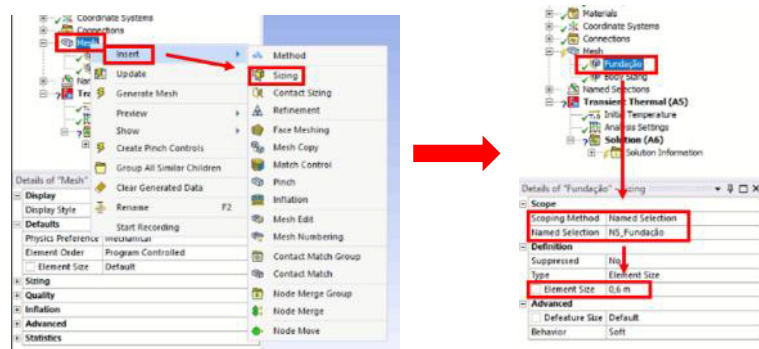 Coordinate Systems
Connections
Mesh
Insert
Update
Generate Mesh
Preview
Show
Create Pinch Controls
Group All Similar Children
Clear Generated Data
Rename F2
Start Recording
Method
Sizing
Contact Sizing
Refinement
Face Meshing
Mesh Copy
Match Control
Pinch
Inflation
Mesh Edit
Mesh Numbering
Contact Match Group
Contact Match
Node Merge Group
Node Merge
Node Move
Details of "Mesh"
Display
Display Style
Defaults
Physics Preference Mechanical
Element Order Program Controlled
Element Size Default
Sizing
Quality
Inflation
Advanced
Statistics
Materials
Coordinate Systems
Connections
Mesh
Fundação
Body Sizing
Named Selections
Transient Thermal (A5)
Initial Temperature
Analysis Settings
Solution (A6)
Solution Information
Details of "Fundação" - Sizing
Scope
Scoping Method Named Selection
Named Selection NS_Fundação
Definition
Suppressed No
Type Element Size
Element Size 0,6 m
Advanced
Defeature Size Default
Behavior Soft